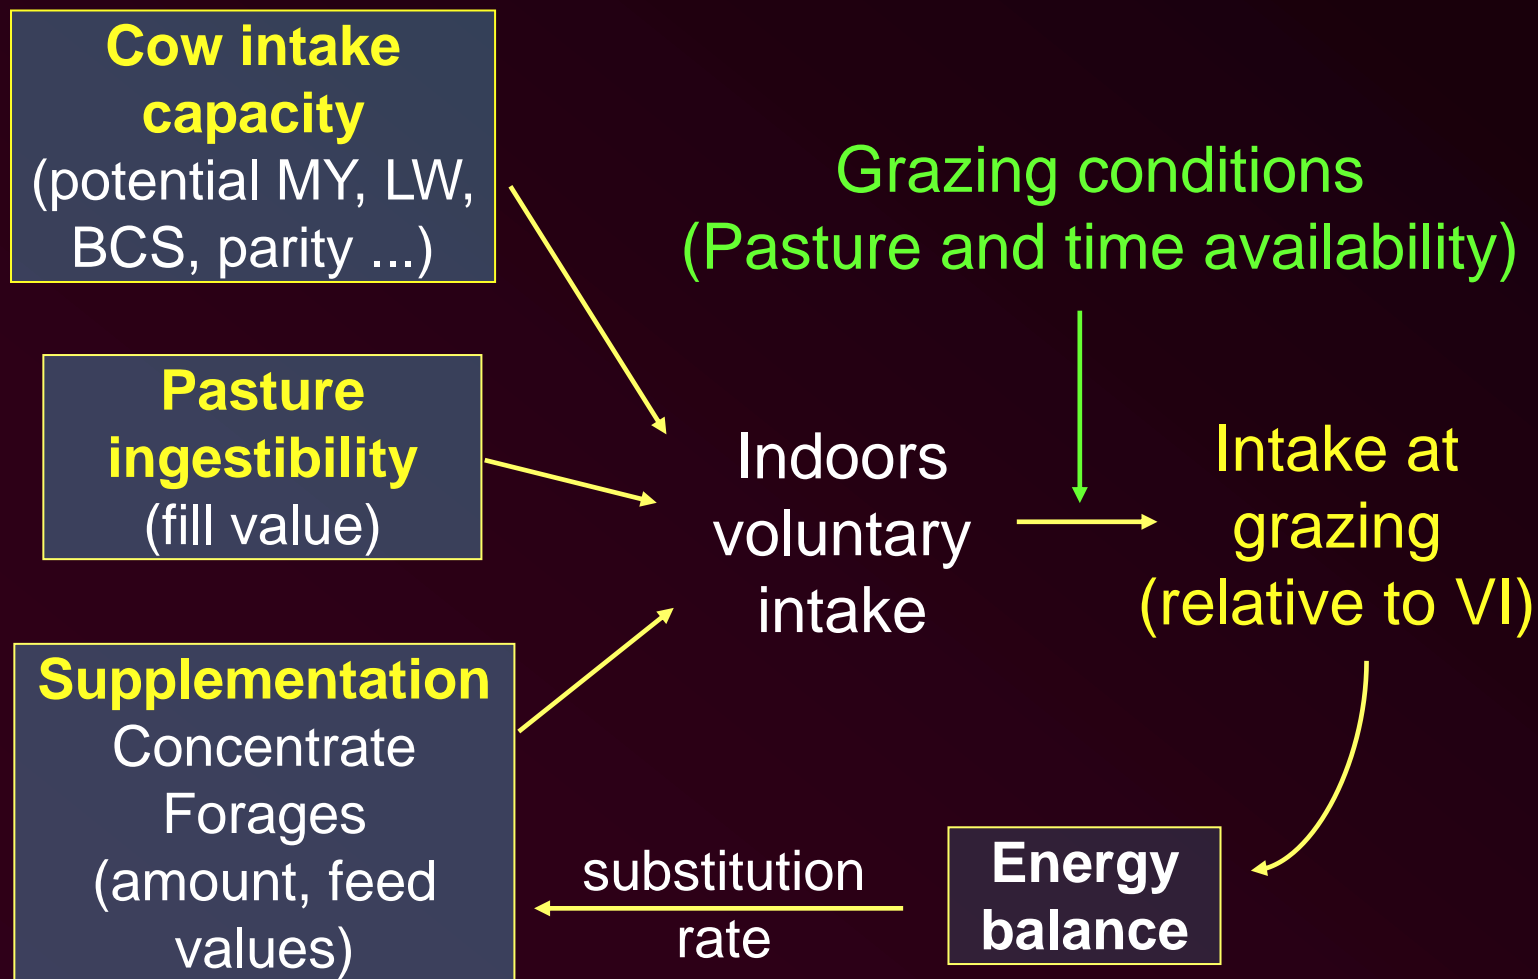 Cow intake
capacity
(potential MY, LW,
BCS, parity ...)
Grazing conditions
(Pasture and time availability)
Pasture
ingestibility
(fill value)
Indoors
voluntary
intake
Intake at
grazing
(relative to VI)
Supplementation
Concentrate
Forages
(amount, feed
values)
substitution
rate
Energy
balance